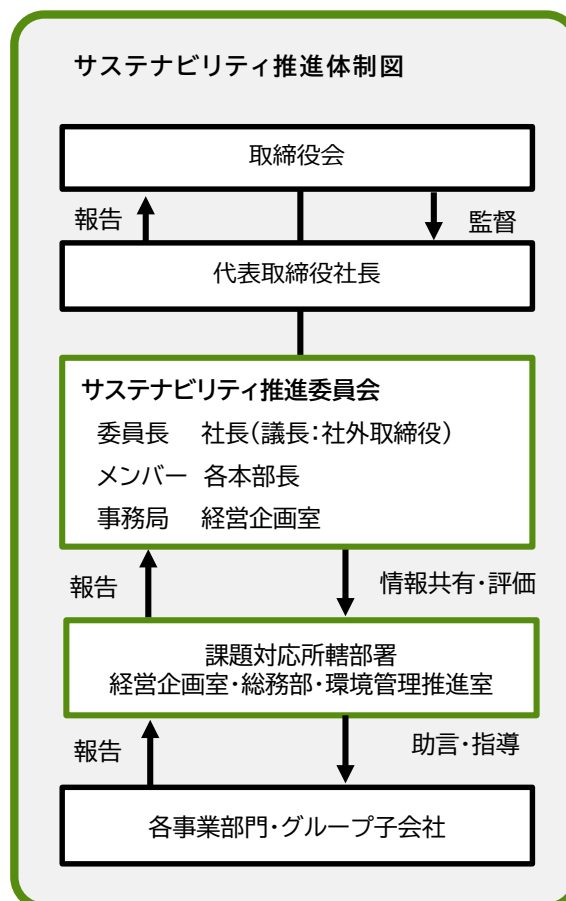 サステナビリティ推進体制図
取締役会
報告
監督
代表取締役社長
サステナビリティ推進委員会
委員長　社長(議長:社外取締役)
メンバー 各本部長
事務局　経営企画室
報告
情報共有・評価
課題対応所轄部署
経営企画室・総務部・環境管理推進室
報告
助言・指導
各事業部門・グループ子会社